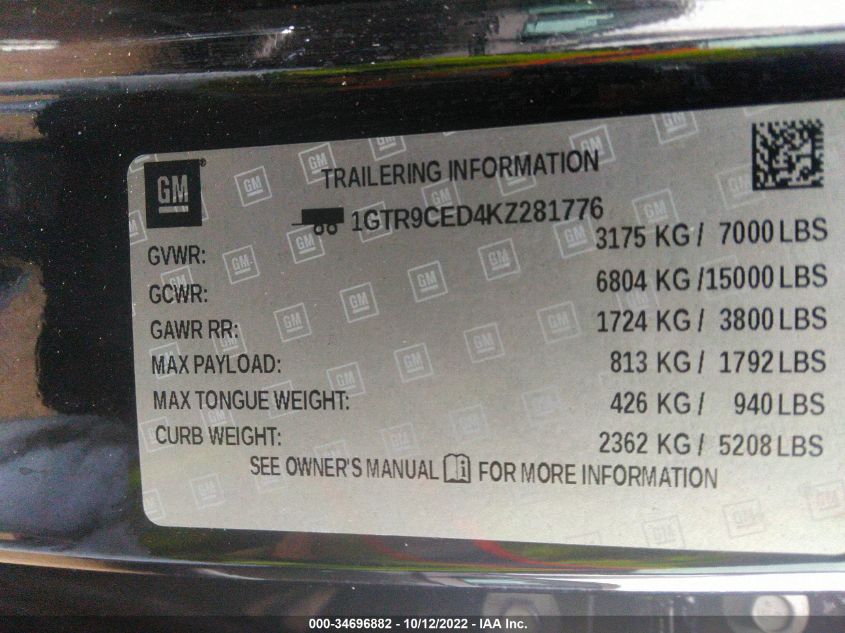 GM
TRAILERING INFORMATION
1GTR9CED4KZ281776
GVWR: 3175 KG / 7000 LBS
GCWR: 6804 KG /15000 LBS
GAWR RR: 1724 KG / 3800 LBS
MAX PAYLOAD: 813 KG / 1792 LBS
MAX TONGUE WEIGHT: 426 KG / 940 LBS
CURB WEIGHT: 2362 KG / 5208 LBS
SEE OWNER'S MANUAL FOR MORE INFORMATION
000-34696882 - 10/12/2022 - IAA Inc.